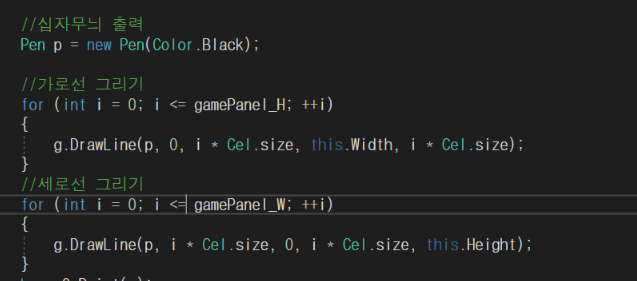 //십자무늬 출력
Pen p = new Pen(Color.Black);
//가로선 그리기
for (int i = 0; i <= gamePanel_H; ++i)
{
g.DrawLine(p, 0, i * Cel.size, this.Width, i * Cel.size);
}
//세로선 그리기
for (int i = 0; i <= gamePanel_W; ++i)
{
g.DrawLine(p, i * Cel.size, 0, i * Cel.size, this.Height);
}